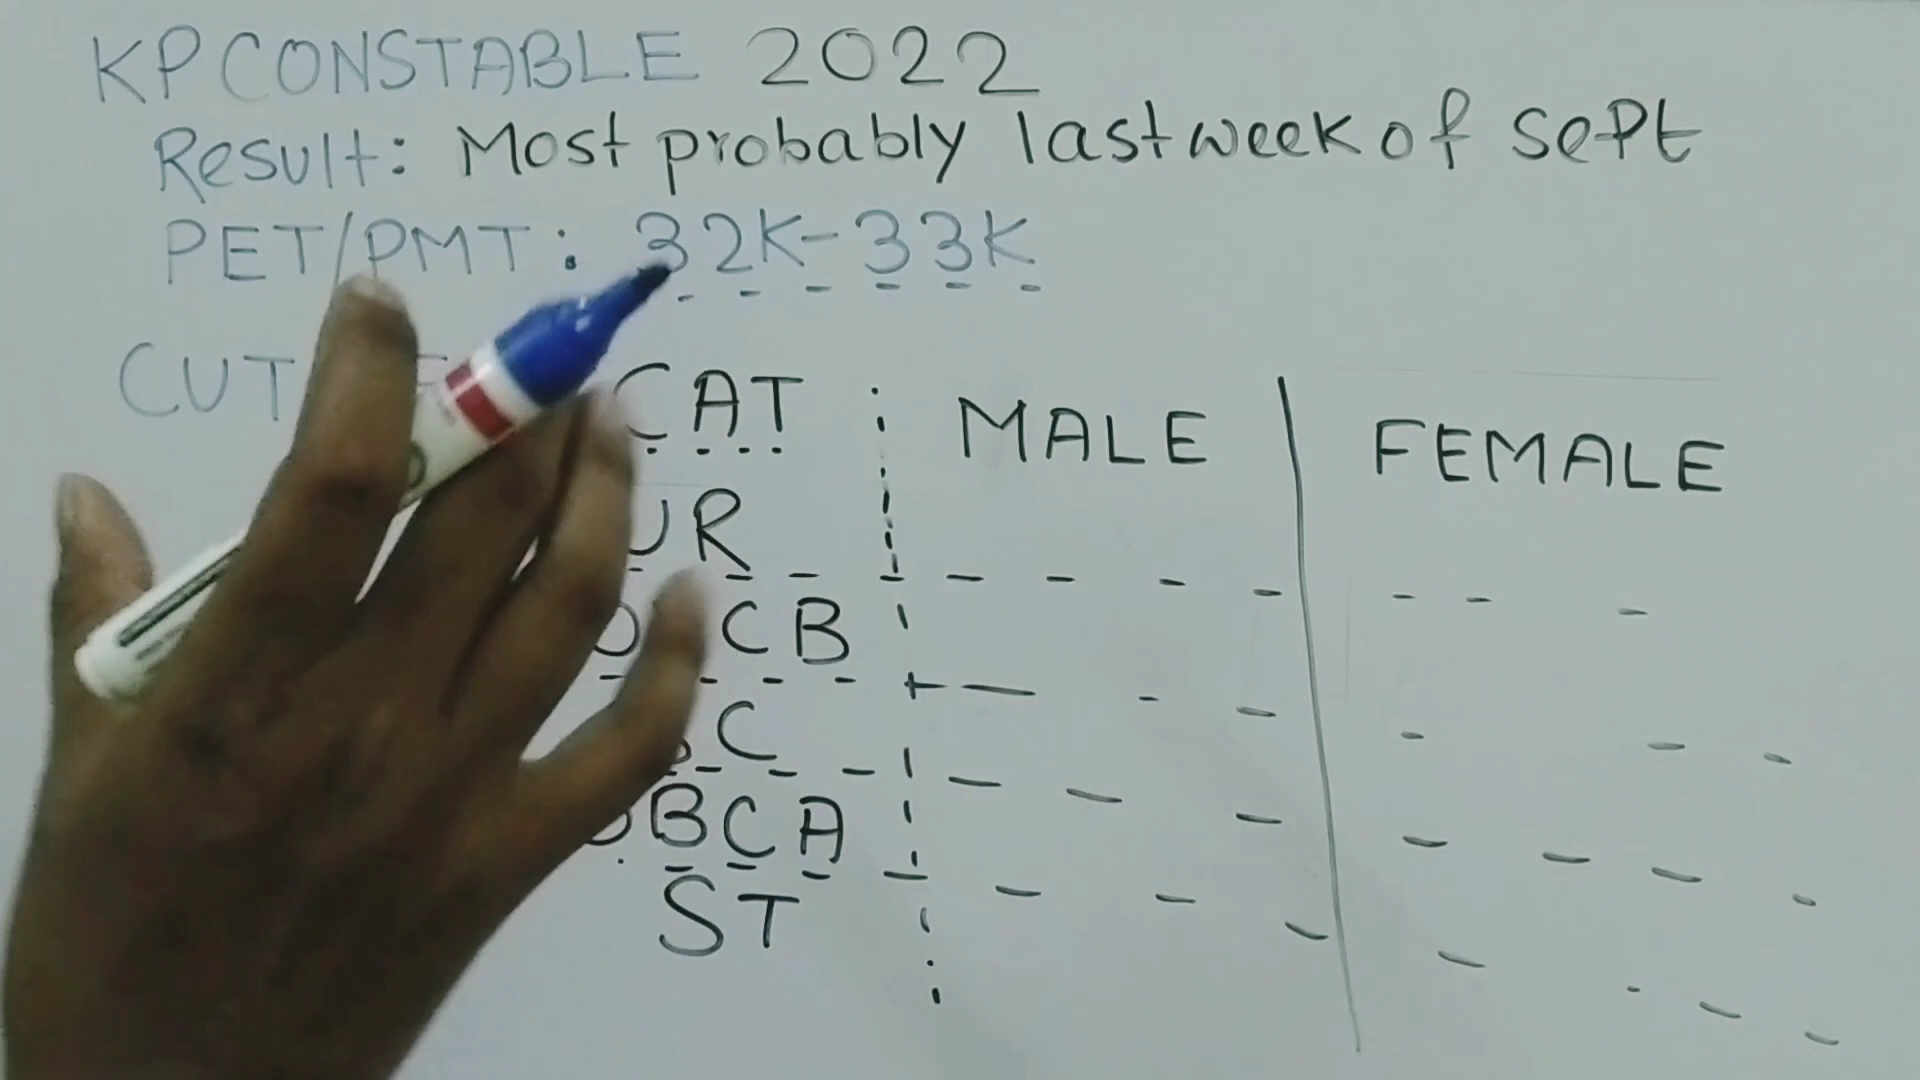 KP CONSTABLE 2022
Result: Most probably last week of sept
PET/PMT: 32K-33K
CUT CAT MALE FEMALE
UR
CB
C
BCA
ST